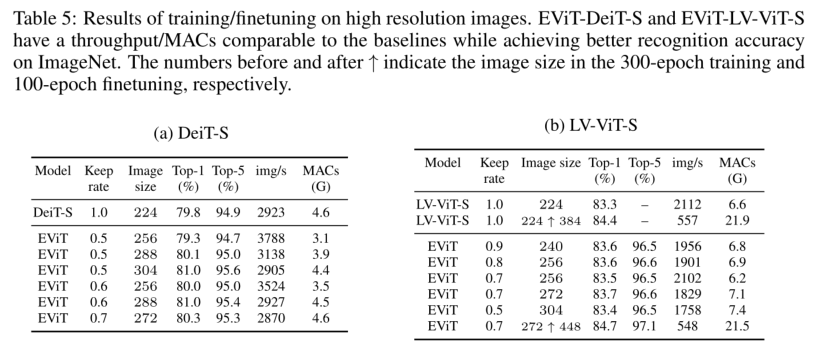 Table 5: Results of training/finetuning on high resolution images. EViT-DeiT-S and EViT-LV-ViT-S
have a throughput/MACs comparable to the baselines while achieving better recognition accuracy
on ImageNet. The numbers before and after ↑ indicate the image size in the 300-epoch training and
100-epoch finetuning, respectively.
(a) DeiT-S
Model Keep Image Top-1 Top-5 img/s MACs
rate size (%) (%) (G)
DeiT-S 1.0 224 79.8 94.9 2923 4.6
EViT 0.5 256 79.3 94.7 3788 3.1
EViT 0.5 288 80.1 95.0 3138 3.9
EViT 0.5 304 81.0 95.6 2905 4.4
EViT 0.6 256 80.0 95.0 3524 3.5
EViT 0.6 288 81.0 95.4 2927 4.5
EViT 0.7 272 80.3 95.3 2870 4.6
(b) LV-ViT-S
Model Keep Image size Top-1 Top-5 img/s MACs
rate (%) (%) (G)
LV-ViT-S 1.0 224 83.3 – 2112 6.6
LV-ViT-S 1.0 224 ↑ 384 84.4 – 557 21.9
EViT 0.9 240 83.6 96.5 1956 6.8
EViT 0.8 256 83.6 96.6 1901 6.9
EViT 0.7 256 83.5 96.5 2102 6.2
EViT 0.7 272 83.7 96.6 1829 7.1
EViT 0.5 304 83.4 96.5 1758 7.4
EViT 0.7 272 ↑ 448 84.7 97.1 548 21.5